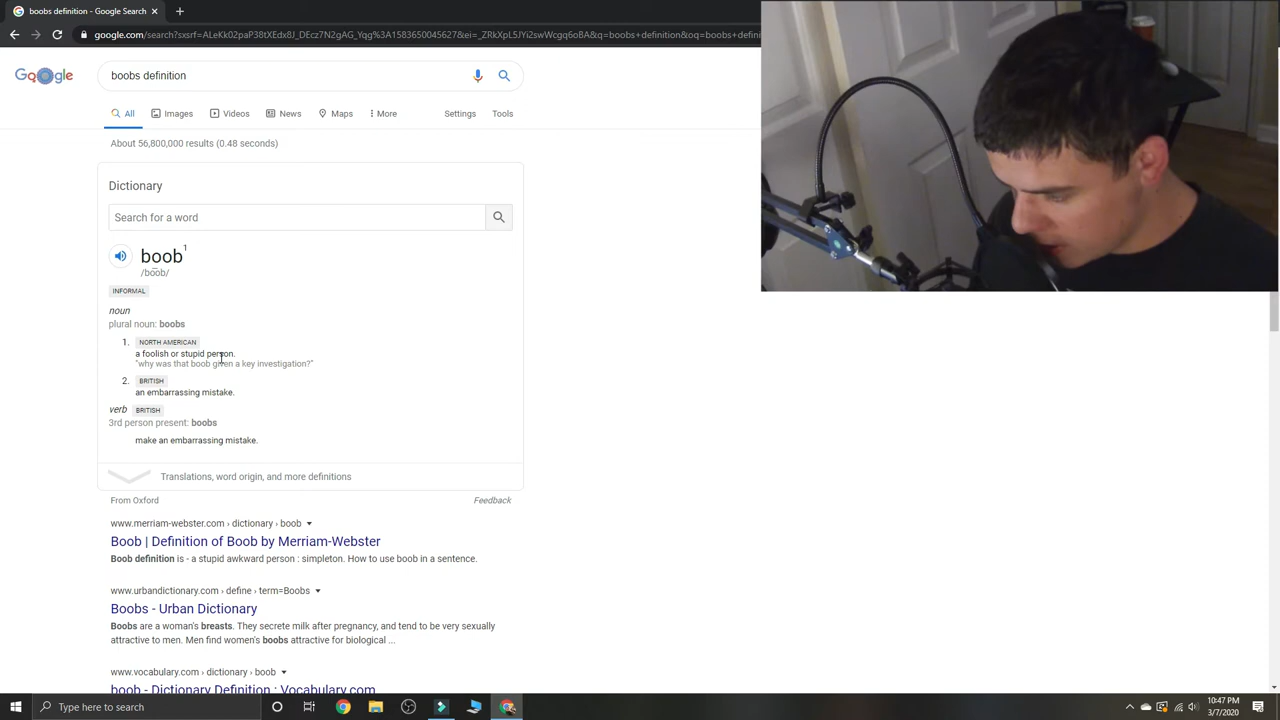 boobs definition - Google Search
google.com/search?sxsrf=ALeKk02paP38tXEdx8J_DEcz7N2gAG_Yqg%3A1583650045627&ei=_ZRkXpL5JYi2swWcgq6oBA&q=boobs+definition&oq=boobs+defini
Google
boobs definition
All Images Videos News Maps More Settings Tools
About 56,800,000 results (0.48 seconds)
Dictionary
Search for a word
boob1
/bo͞ob/
INFORMAL
noun
plural noun: boobs
1. NORTH AMERICAN
a foolish or stupid person.
"why was that boob given a key investigation?"
2. BRITISH
an embarrassing mistake.
verb BRITISH
3rd person present: boobs
make an embarrassing mistake.
Translations, word origin, and more definitions
From Oxford Feedback
www.merriam-webster.com › dictionary › boob
Boob | Definition of Boob by Merriam-Webster
Boob definition is - a stupid awkward person : simpleton. How to use boob in a sentence.
www.urbandictionary.com › define › term=Boobs
Boobs - Urban Dictionary
Boobs are a woman's breasts. They secrete milk after pregnancy, and tend to be very sexually
attractive to men. Men find women's boobs attractive for biological ...
www.vocabulary.com › dictionary › boob
boob - Dictionary Definition : Vocabulary.com
Type here to search
10:47 PM
3/7/2020